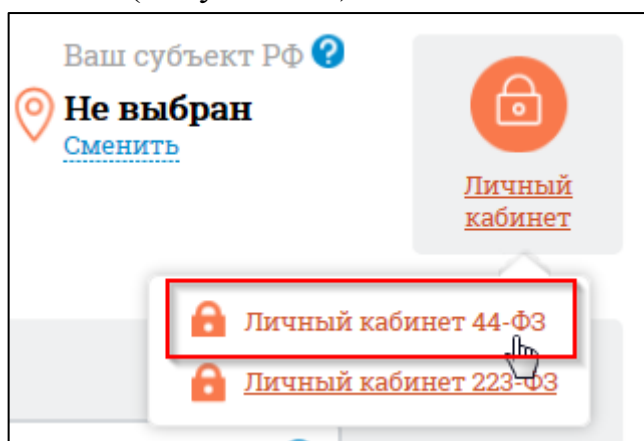 Ваш субъект РФ ?
Не выбран
Сменить
Личный
кабинет
Личный кабинет 44-ФЗ
Личный кабинет 223-ФЗ